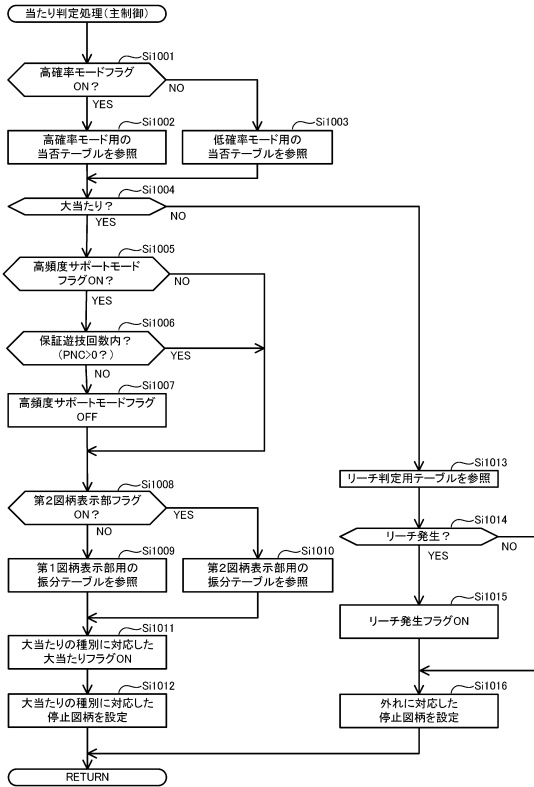 当たり判定処理(主制御)
Si1001
高確率モードフラグ
ON?
NO
YES
Si1002
高確率モード用の
当否テーブルを参照
Si1003
低確率モード用の
当否テーブルを参照
Si1004
大当たり?
NO
YES
Si1005
高頻度サポートモード
フラグON?
NO
YES
Si1006
保証遊技回数内?
(PNC>0?)
YES
NO
Si1007
高頻度サポートモードフラグ
OFF
Si1008
第2図柄表示部フラグ
ON?
YES
NO
Si1009
第1図柄表示部用の
振分テーブルを参照
Si1010
第2図柄表示部用の
振分テーブルを参照
Si1011
大当たりの種別に対応した
大当たりフラグON
Si1012
大当たりの種別に対応した
停止図柄を設定
Si1013
リーチ判定用テーブルを参照
Si1014
リーチ発生?
NO
YES
Si1015
リーチ発生フラグON
Si1016
外れに対応した
停止図柄を設定
RETURN